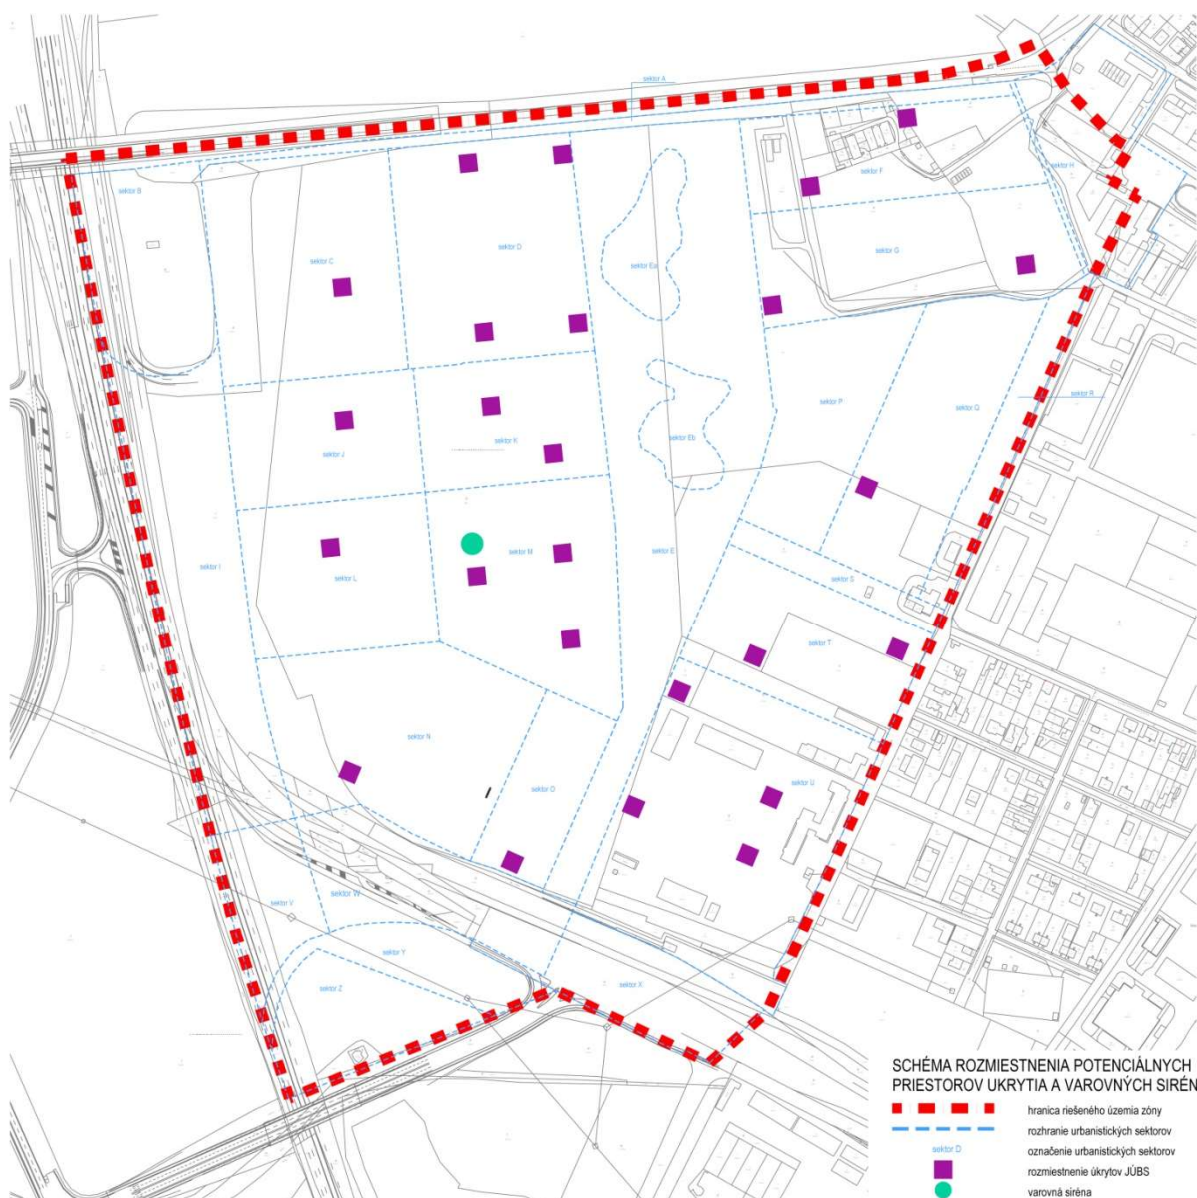 sektor A
sektor B
sektor H
sektor F
sektor D
sektor G
sektor C
sektor Ea
sektor P
sektor Q
sektor R
sektor J
sektor K
sektor Eb
sektor I
sektor L
sektor M
sektor E
sektor S
sektor T
sektor N
sektor O
sektor U
sektor V
sektor W
sektor Y
sektor Z
sektor X
SCHÉMA ROZMIESTNENIA POTENCIÁLNYCH
PRIESTOROV UKRYTIA A VAROVNÝCH SIRÉN
hranica riešeného územia zóny
rozhranie urbanistických sektorov
sektor D
označenie urbanistických sektorov
rozmiestnenie úkrytov JÚBS
varovná siréna